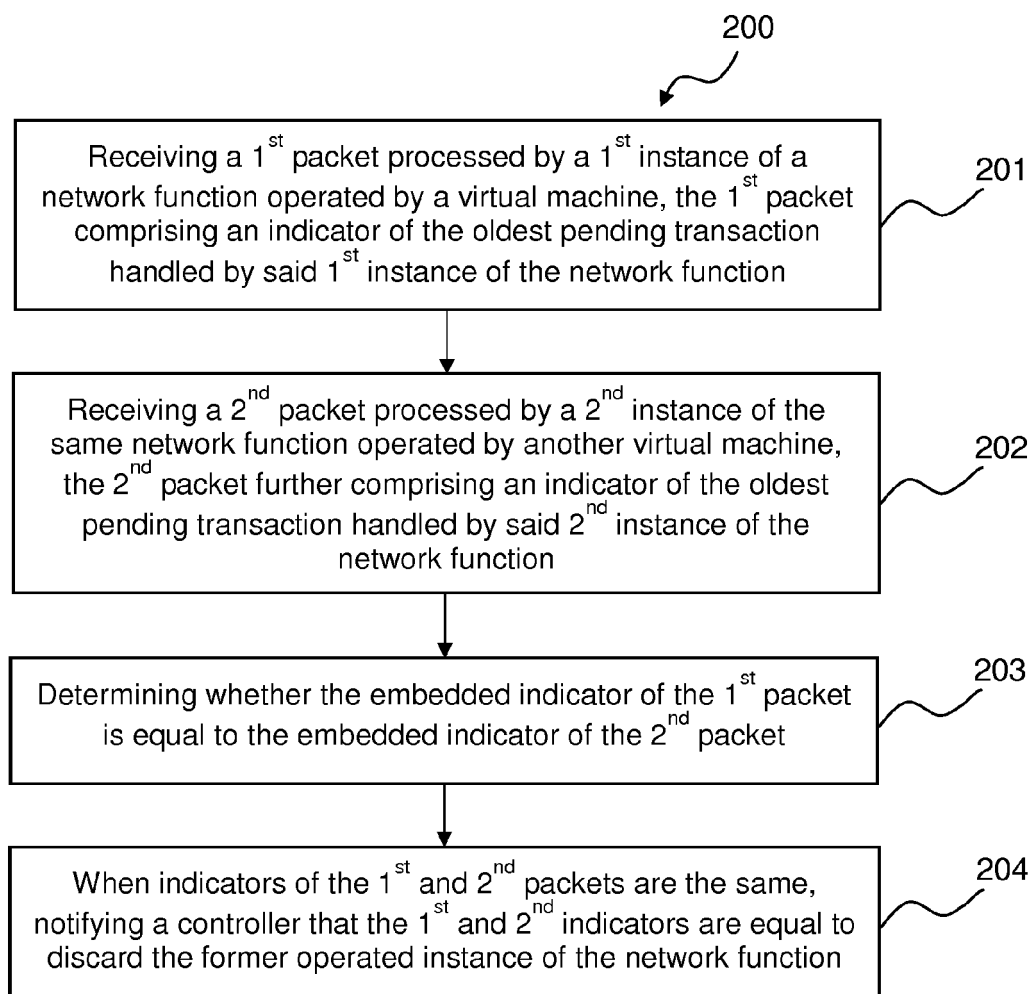 200
Receiving a 1st packet processed by a 1st instance of a
network function operated by a virtual machine, the 1st packet
comprising an indicator of the oldest pending transaction
handled by said 1st instance of the network function
201
Receiving a 2nd packet processed by a 2nd instance of the
same network function operated by another virtual machine,
the 2nd packet further comprising an indicator of the oldest
pending transaction handled by said 2nd instance of the
network function
202
Determining whether the embedded indicator of the 1st packet
is equal to the embedded indicator of the 2nd packet
203
When indicators of the 1st and 2nd packets are the same,
notifying a controller that the 1st and 2nd indicators are equal to
discard the former operated instance of the network function
204